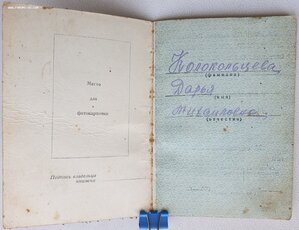 Место
для
фотокарточки
Подпись владельца
книжки
Колокольцева
(фамилия)
Дарья
(имя)
Михайловна
(отчество)